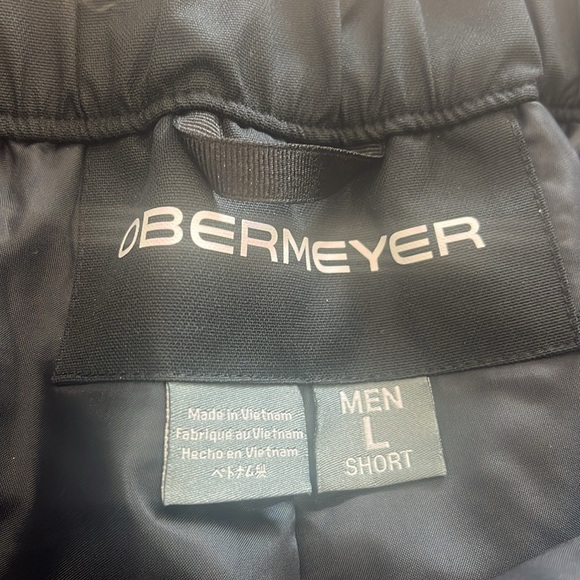 OBERMEYER
Made in Vietnam
Fabriqué au Vietnam
Hecho en Vietnam
ベトナム製
MEN
L
SHORT